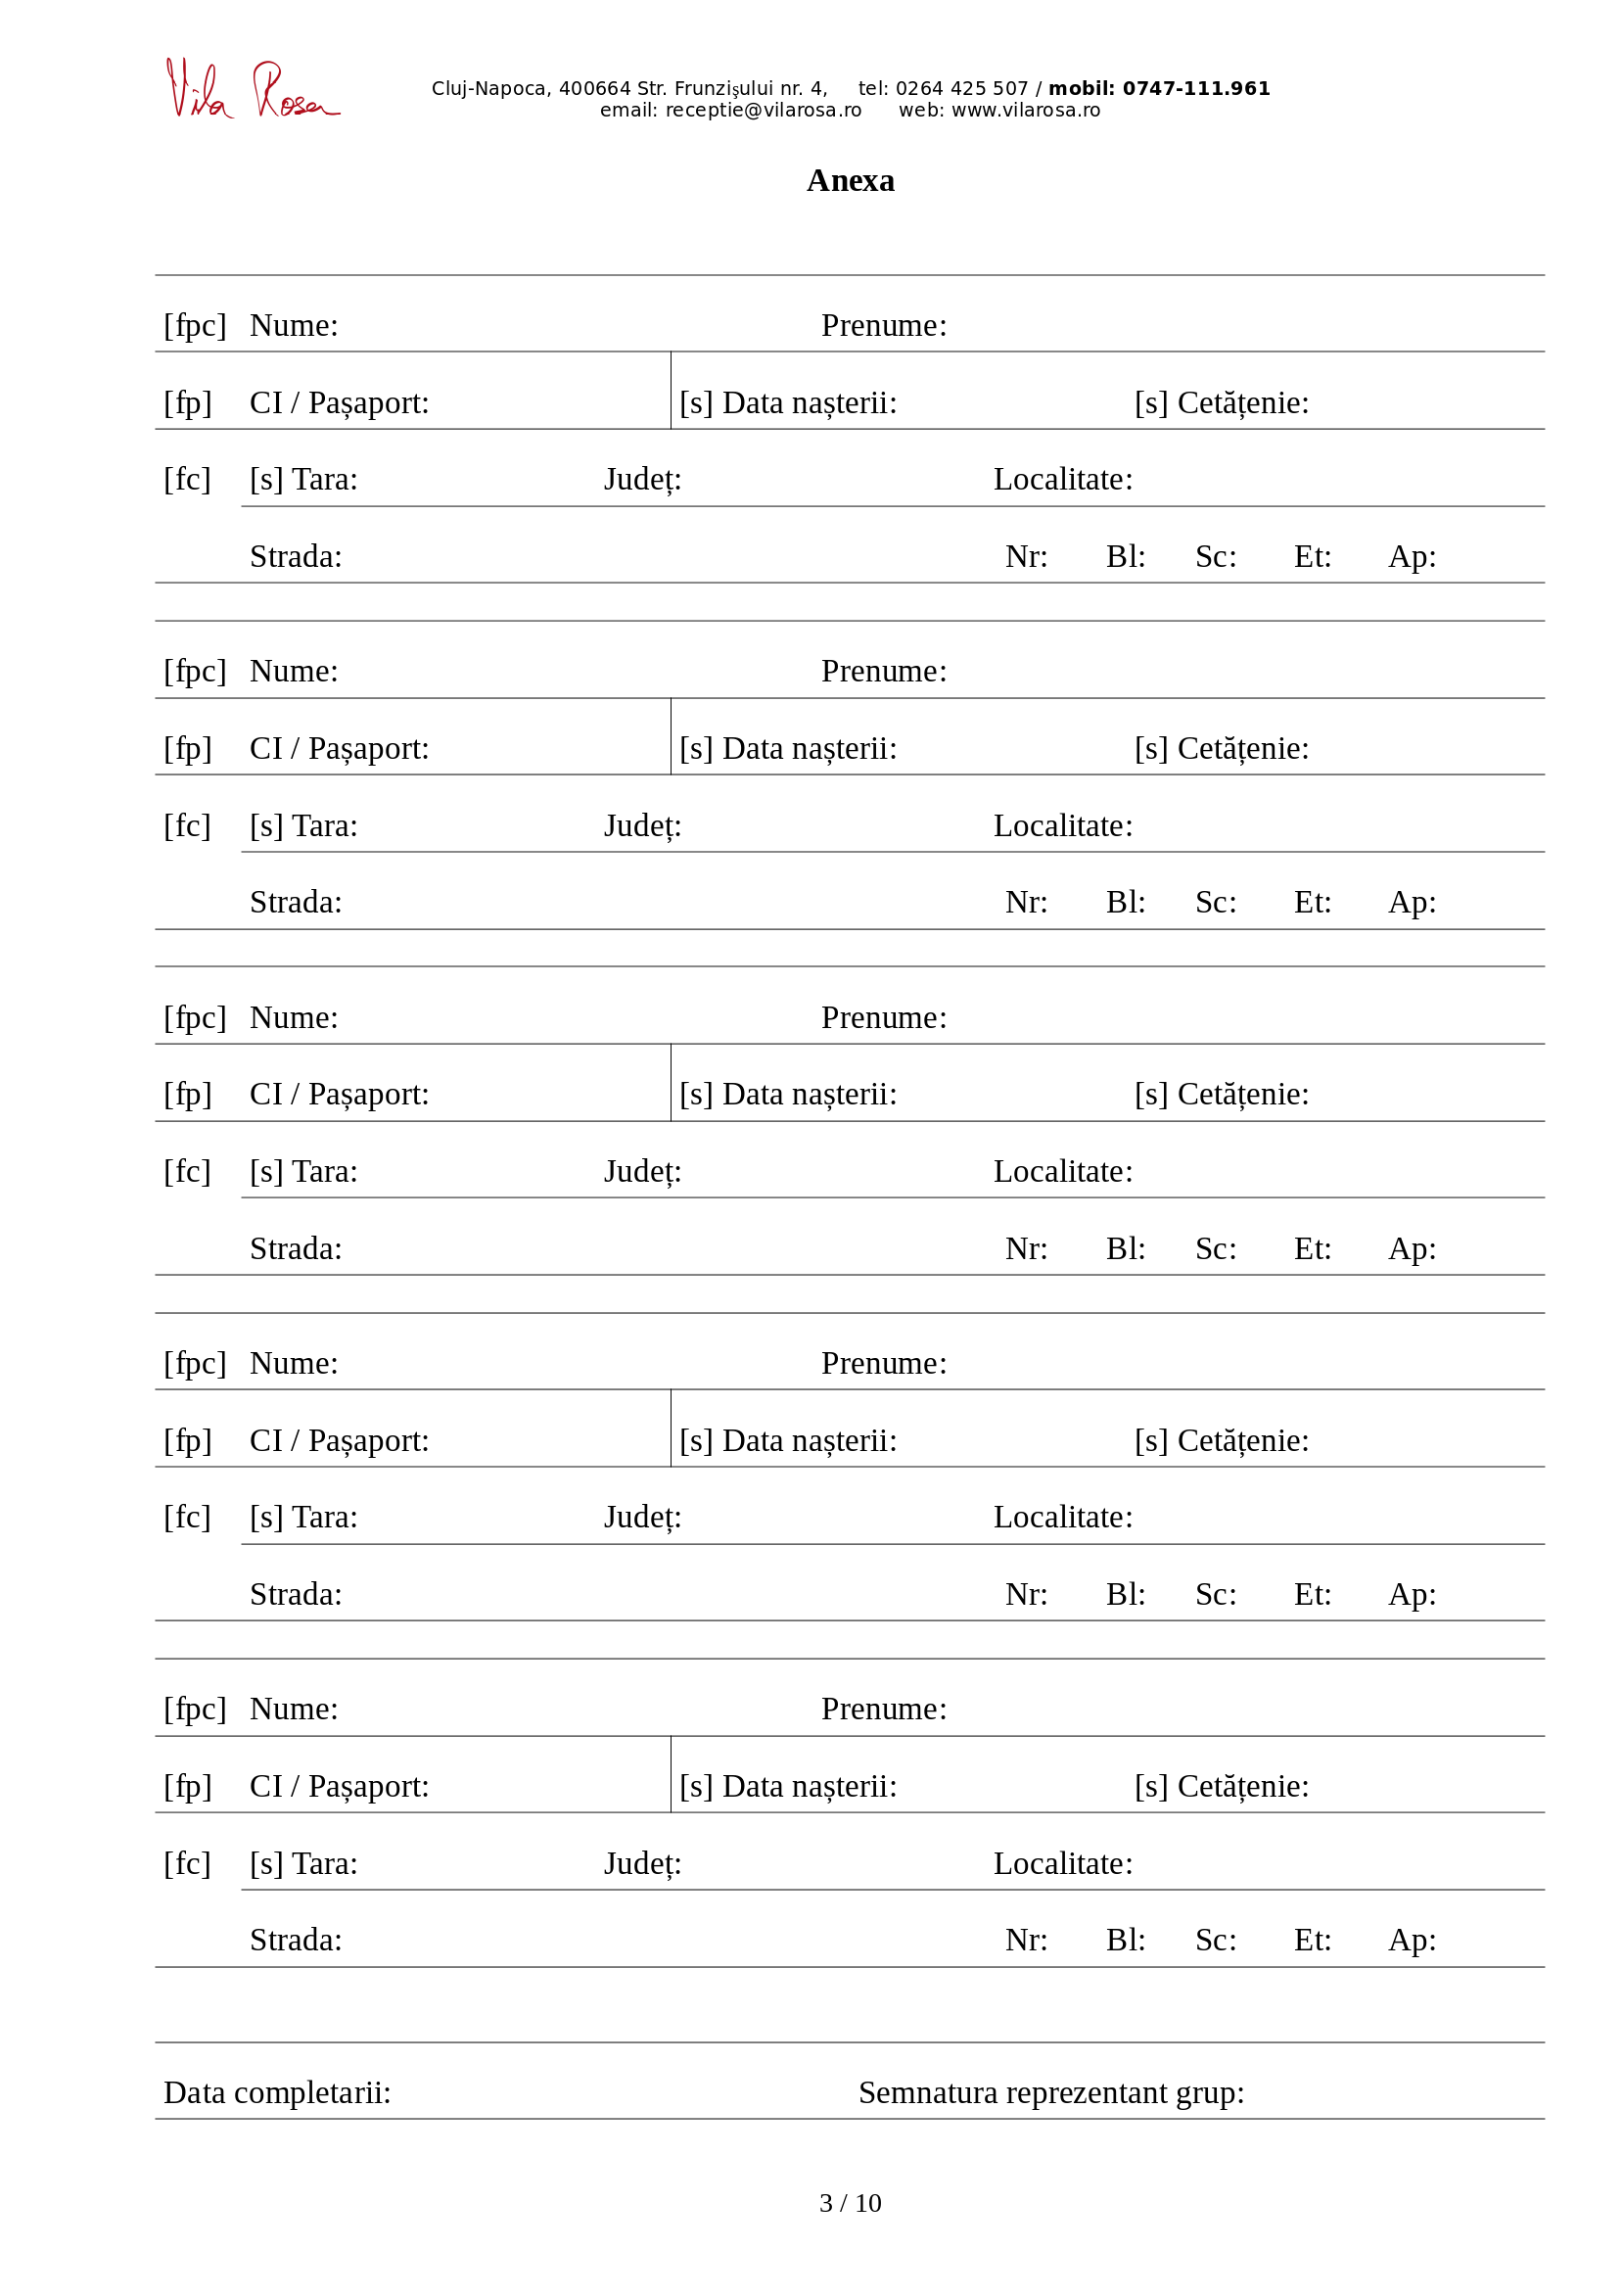 Vila Rosa
Cluj-Napoca, 400664 Str. Frunzişului nr. 4, tel: 0264 425 507 / mobil: 0747-111.961
email: receptie@vilarosa.ro web: www.vilarosa.ro
Anexa
[fpc] Nume: Prenume:
[fp] CI / Pașaport: [s] Data nașterii: [s] Cetățenie:
[fc] [s] Tara: Județ: Localitate:
Strada: Nr: Bl: Sc: Et: Ap:
[fpc] Nume: Prenume:
[fp] CI / Pașaport: [s] Data nașterii: [s] Cetățenie:
[fc] [s] Tara: Județ: Localitate:
Strada: Nr: Bl: Sc: Et: Ap:
[fpc] Nume: Prenume:
[fp] CI / Pașaport: [s] Data nașterii: [s] Cetățenie:
[fc] [s] Tara: Județ: Localitate:
Strada: Nr: Bl: Sc: Et: Ap:
[fpc] Nume: Prenume:
[fp] CI / Pașaport: [s] Data nașterii: [s] Cetățenie:
[fc] [s] Tara: Județ: Localitate:
Strada: Nr: Bl: Sc: Et: Ap:
[fpc] Nume: Prenume:
[fp] CI / Pașaport: [s] Data nașterii: [s] Cetățenie:
[fc] [s] Tara: Județ: Localitate:
Strada: Nr: Bl: Sc: Et: Ap:
Data completarii: Semnatura reprezentant grup:
3 / 10